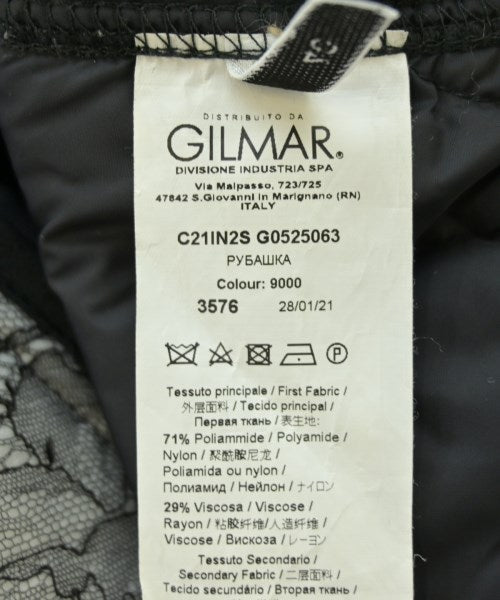 DISTRIBUITO DA
GILMAR®
DIVISIONE INDUSTRIA SPA
Via Malpasso, 723/725
47842 S.Giovanni in Marignano (RN)
ITALY
C21IN2S G0525063
РУБАШКА
Colour: 9000
3576 28/01/21
Tessuto principale / First Fabric /
外层面料 / Tecido principal /
Первая ткань / 表生地:
71% Poliammide / Polyamide /
Nylon / 聚酰胺尼龙 /
Poliamida ou nylon /
Полиамид / Нейлон / ナイロン
29% Viscosa / Viscose /
Rayon / 粘胶纤维/人造纤维 /
Viscose / Вискоза / レーヨン
Tessuto Secondario /
Secondary Fabric / 二层面料 /
Tecido secundário / Вторая ткань /